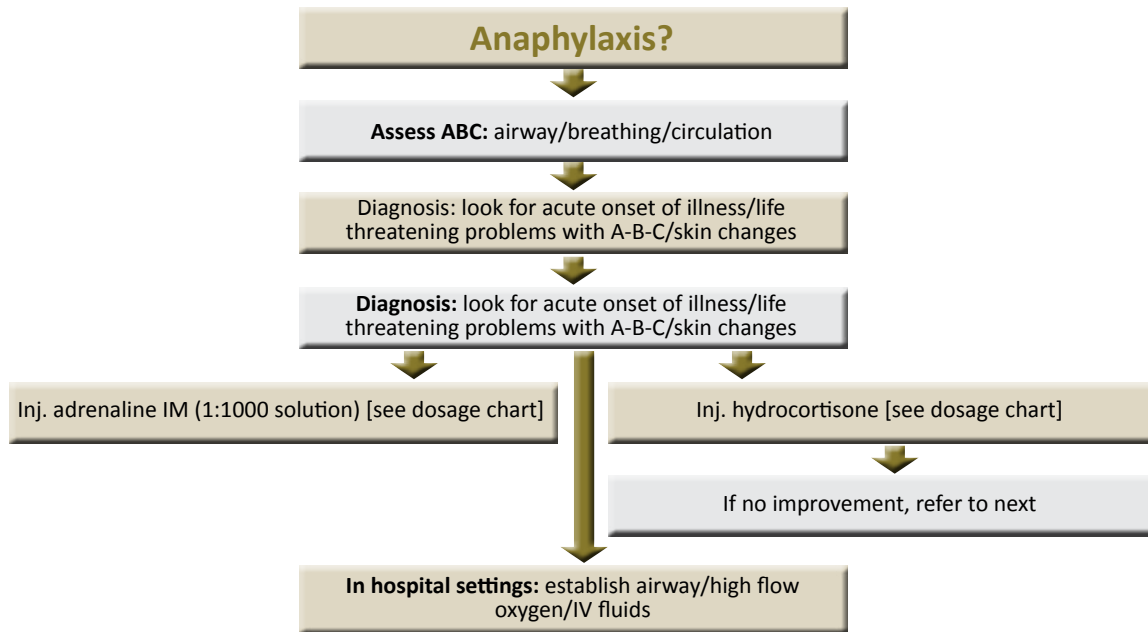 Anaphylaxis?
Assess ABC: airway/breathing/circulation
Diagnosis: look for acute onset of illness/life
threatening problems with A-B-C/skin changes
Diagnosis: look for acute onset of illness/life
threatening problems with A-B-C/skin changes
Inj. adrenaline IM (1:1000 solution) [see dosage chart]
Inj. hydrocortisone [see dosage chart]
If no improvement, refer to next
In hospital settings: establish airway/high flow
oxygen/IV fluids